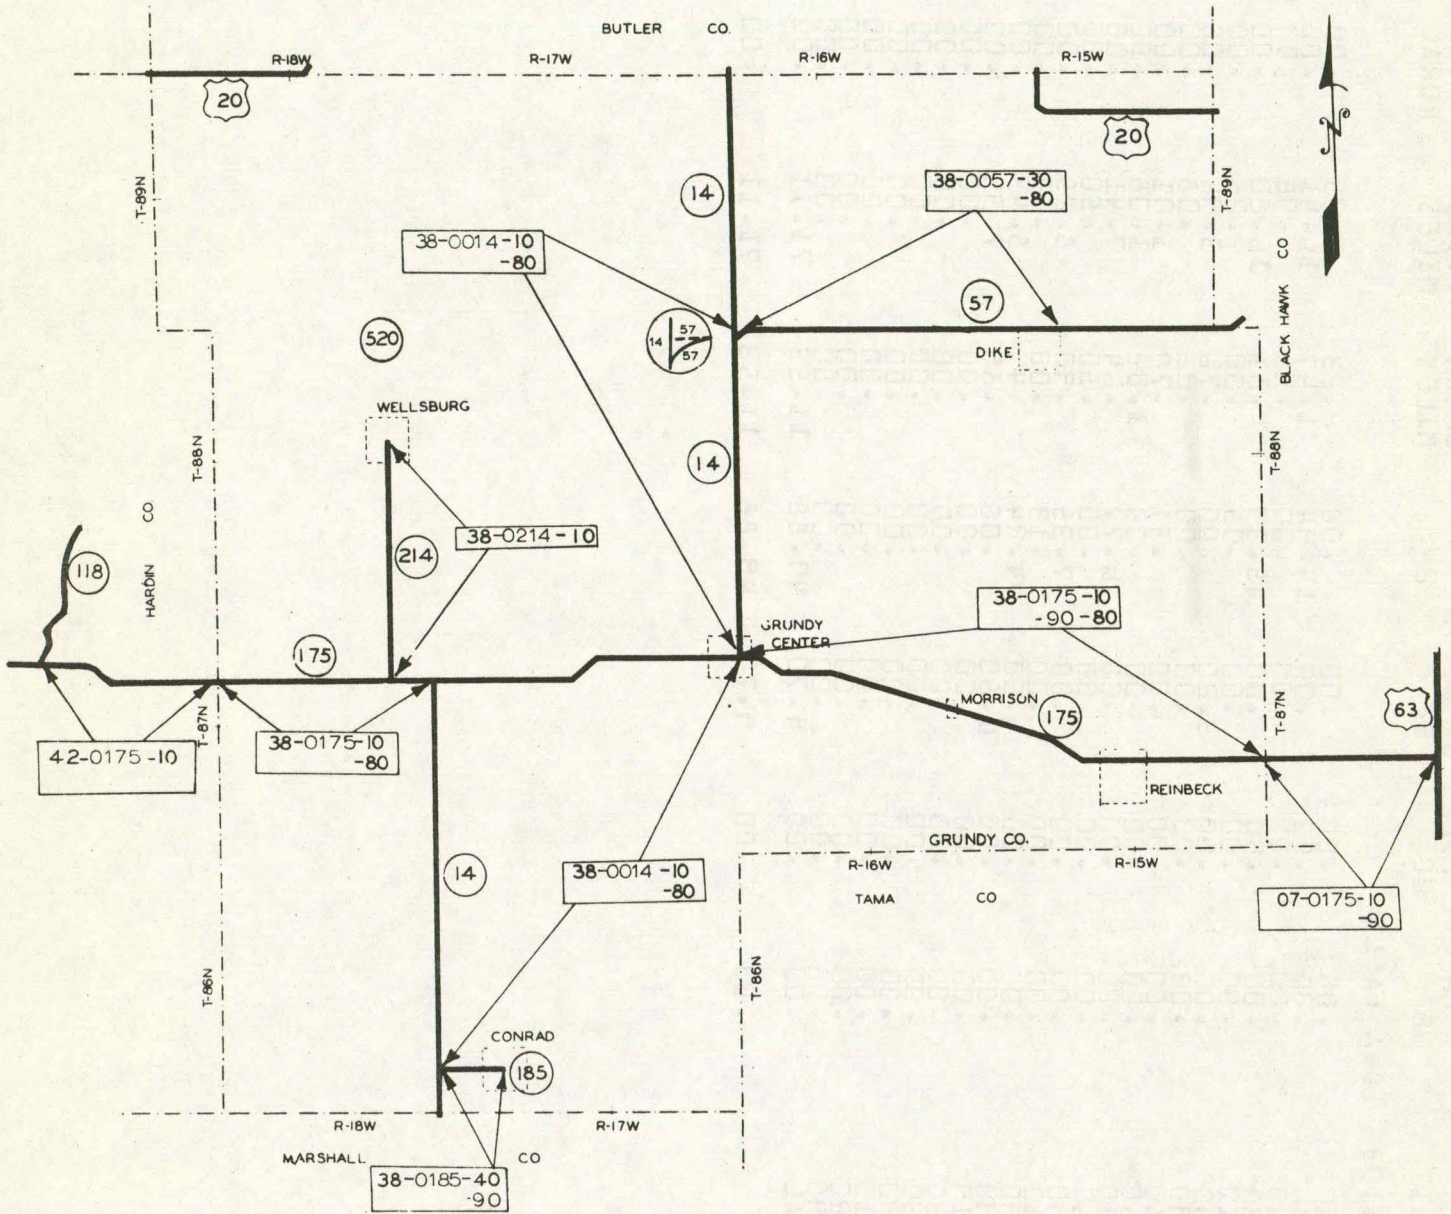 BUTLER CO.
R-18W
R-17W
R-16W
R-15W
20
20
T-89N
14
38-0057-30
-80
T-89N
38-0014-10
-80
BLACK HAWK CO
57
520
14 57
57
DIKE
WELLSBURG
T-88N
14
T-88N
HARDIN CO
118
214
38-0214-10
38-0175-10
-90-80
GRUNDY
CENTER
175
MORRISON
175
T-87N
63
T-87N
42-0175-10
38-0175-10
-80
REINBECK
GRUNDY CO.
R-16W
R-15W
14
38-0014-10
-80
TAMA CO
07-0175-10
-90
T-86N
T-86N
CONRAD
185
R-18W
R-17W
MARSHALL CO
38-0185-40
-90